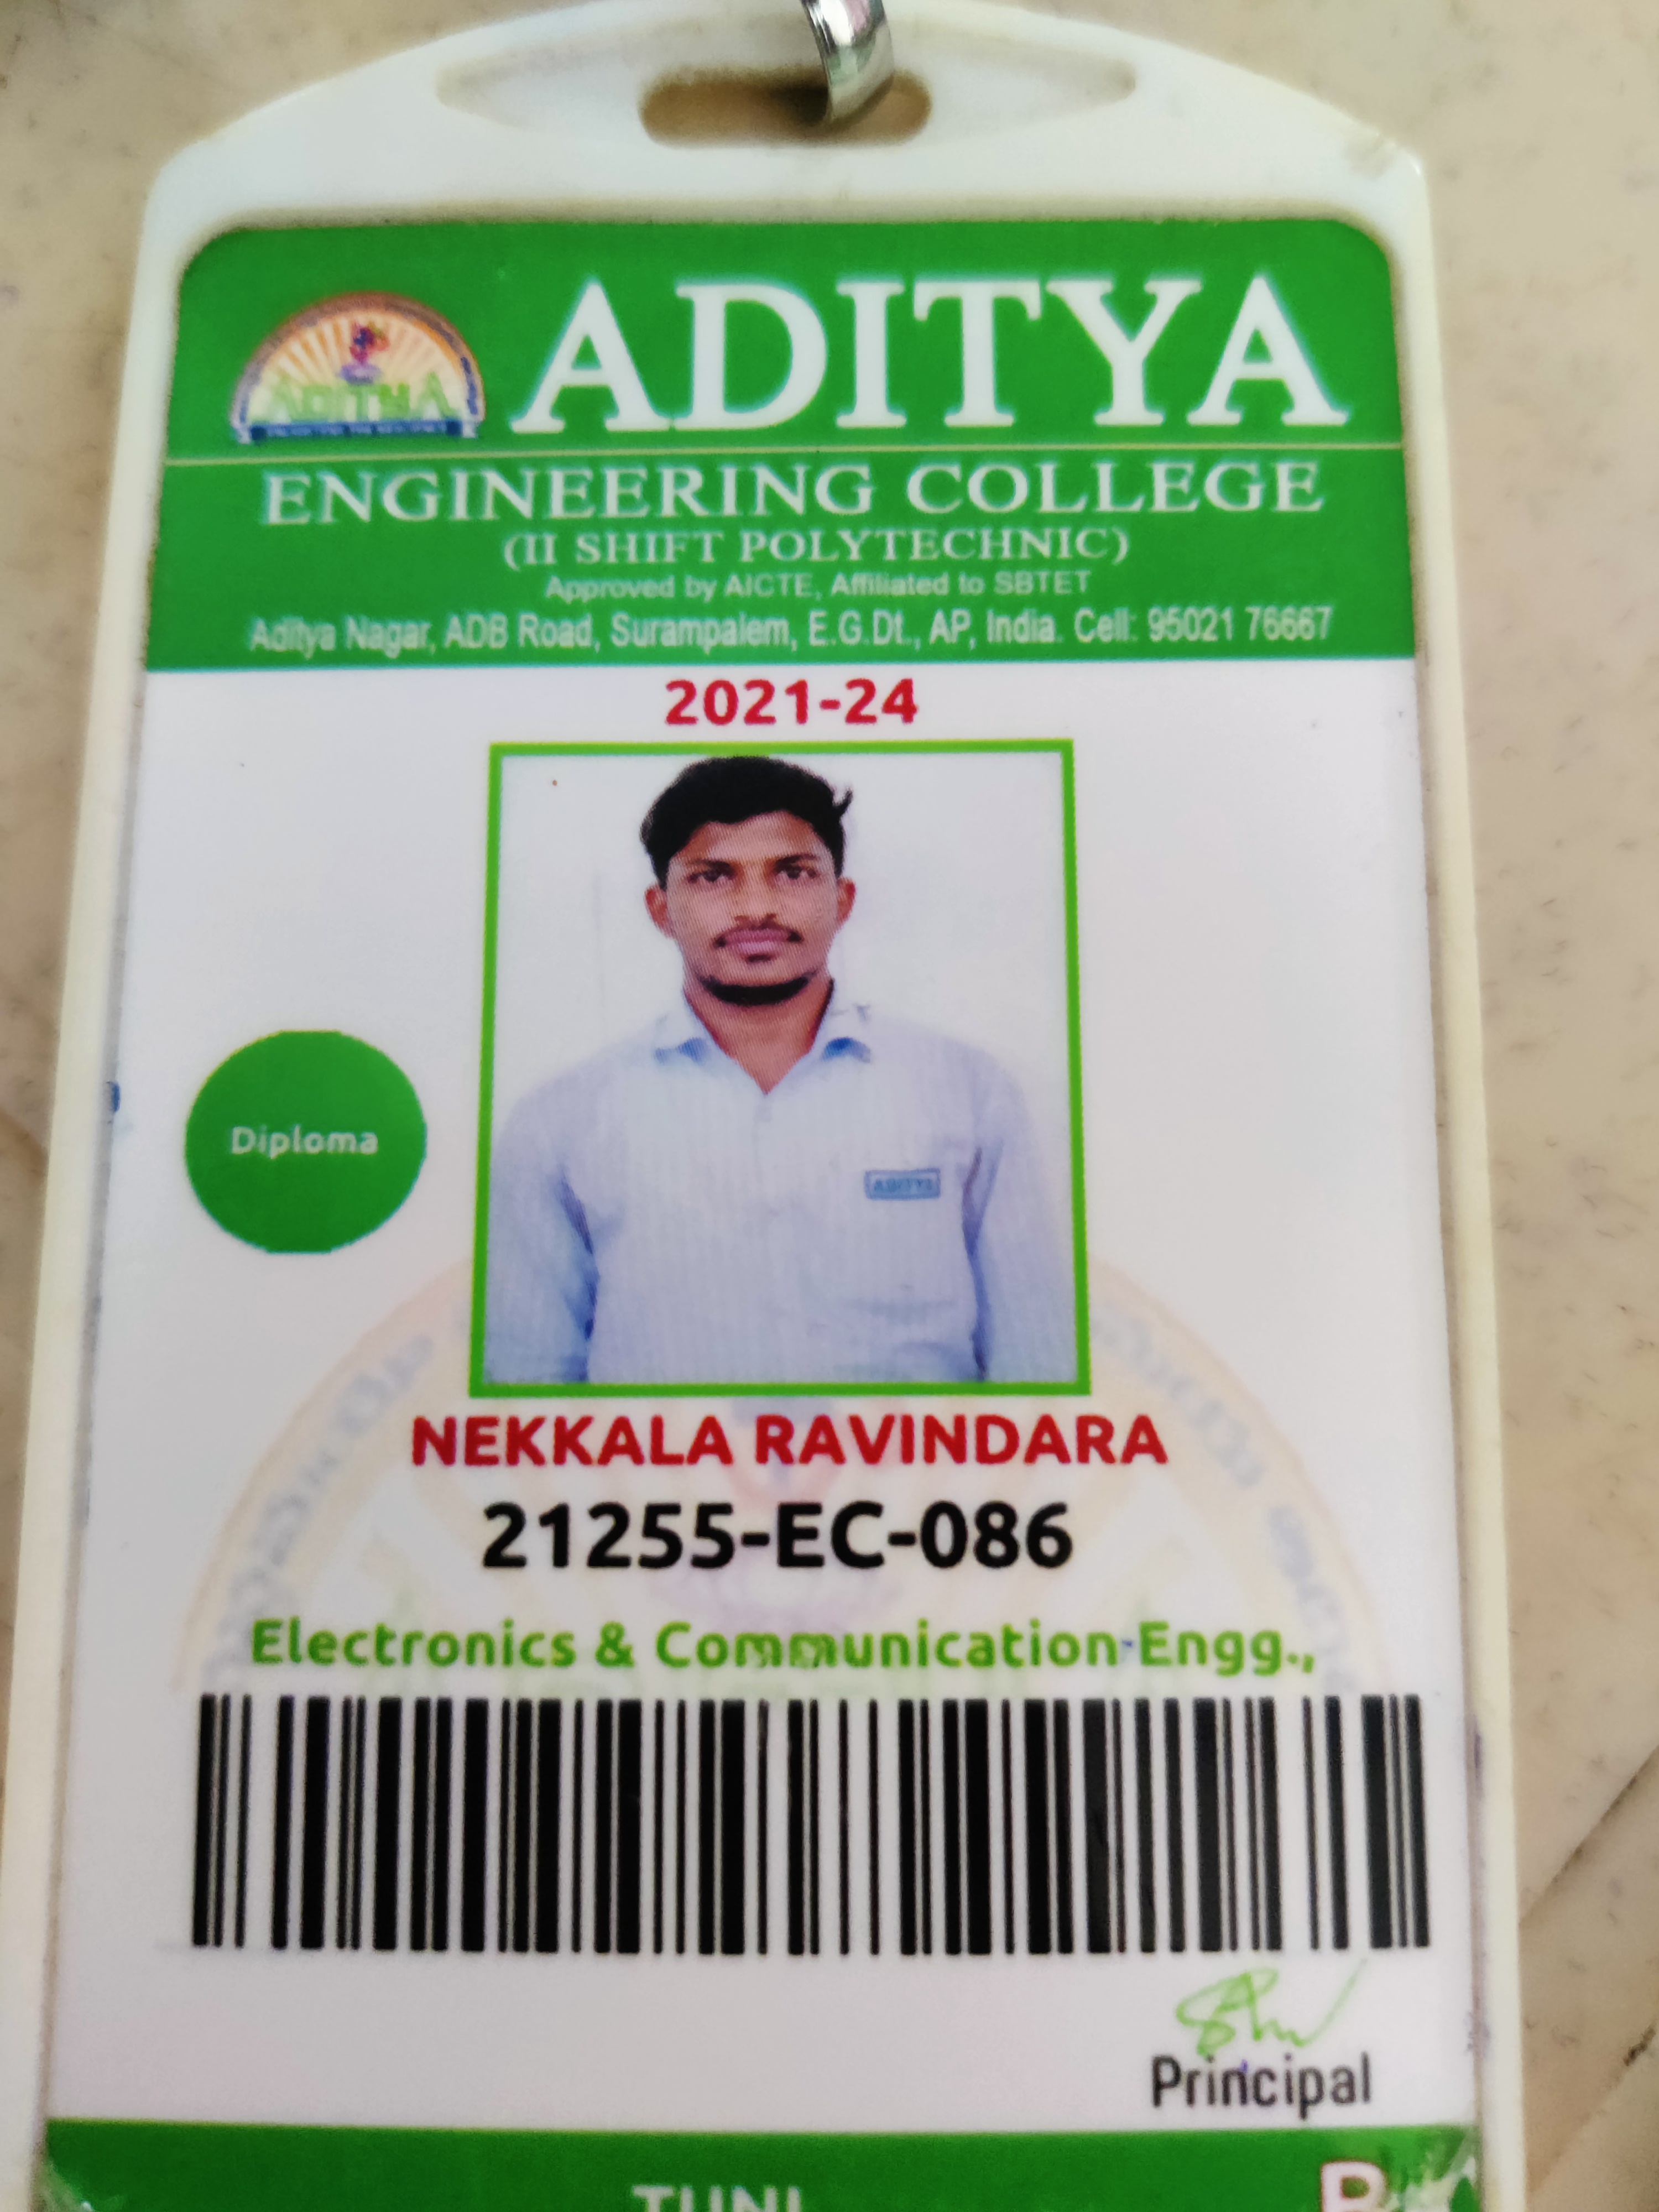 ADITYA
ADITYA
ENGINEERING COLLEGE
(II SHIFT POLYTECHNIC)
Approved by AICTE, Affiliated to SBTET
Aditya Nagar, ADB Road, Surampalem, E.G.Dt., AP, India. Cell: 95021 76667
2021-24
Diploma
ADITYA
NEKKALA RAVINDARA
21255-EC-086
Electronics & Communication Engg.,
Principal
TUNI